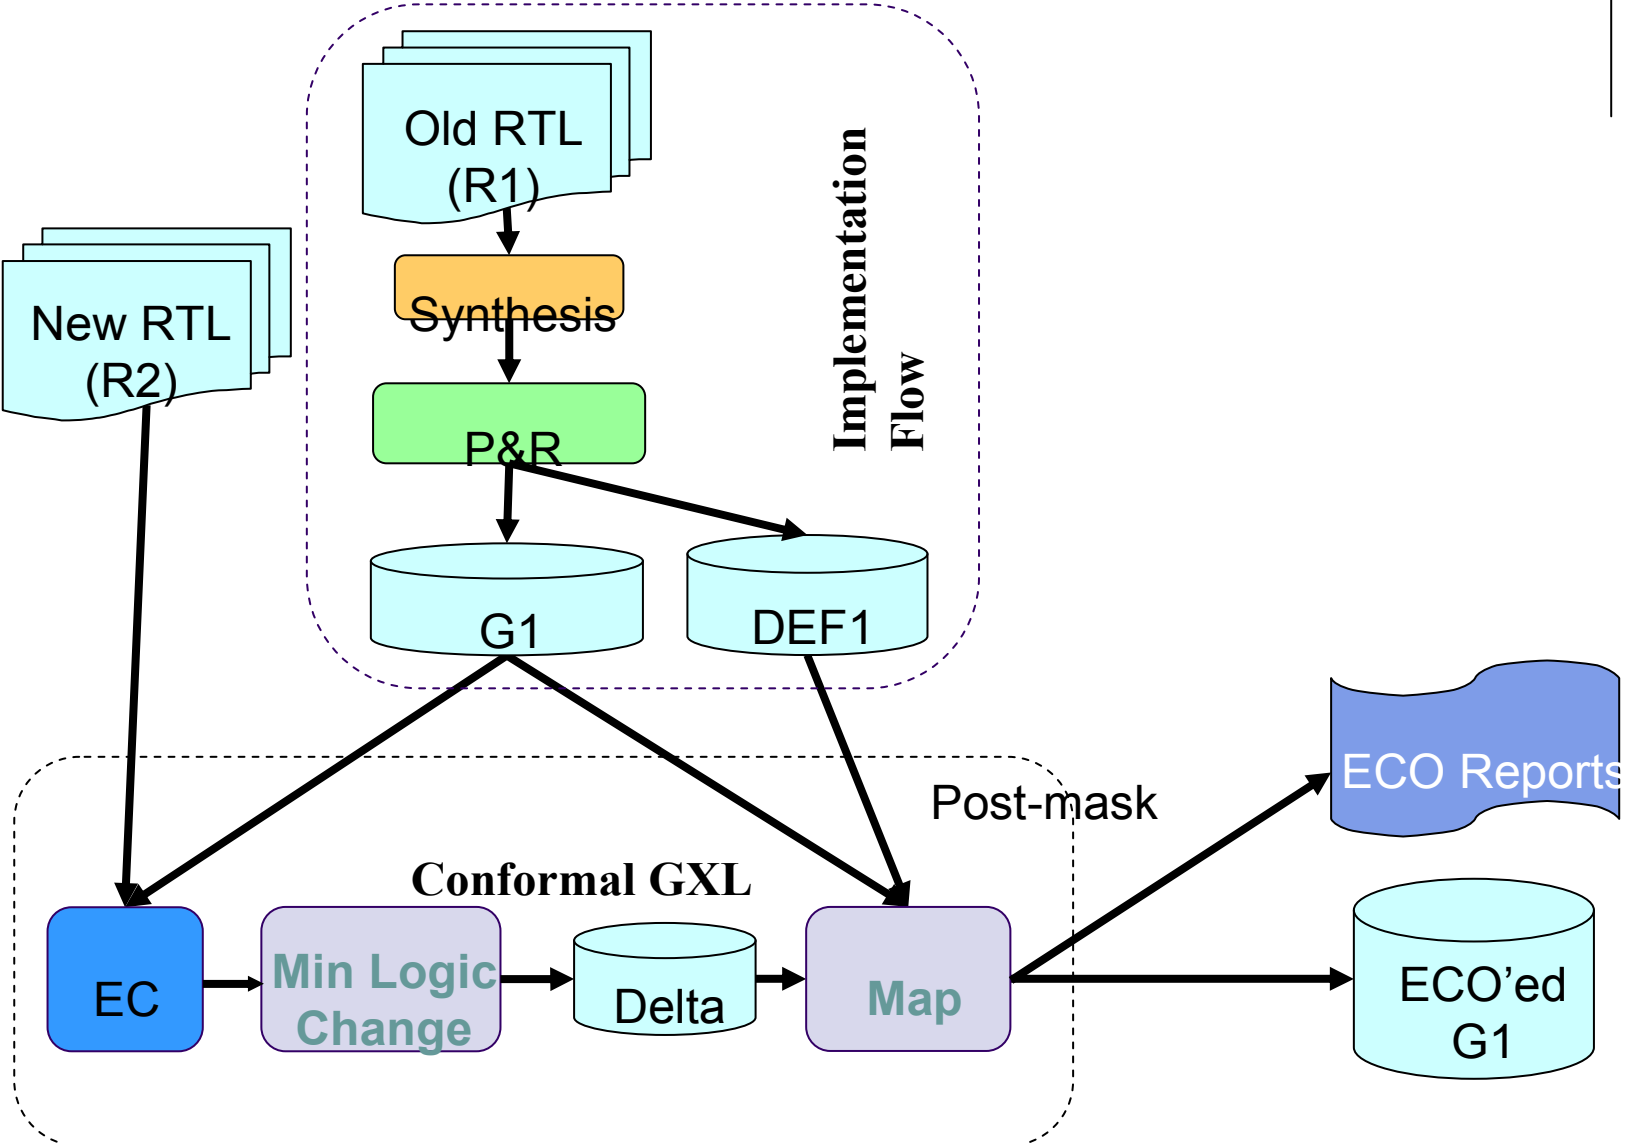 Old RTL
(R1)
Implementation
Flow
New RTL
(R2)
Synthesis
P&R
G1
DEF1
Post-mask
ECO Reports
Conformal GXL
EC
Min Logic
Change
Delta
Map
ECO’ed
G1